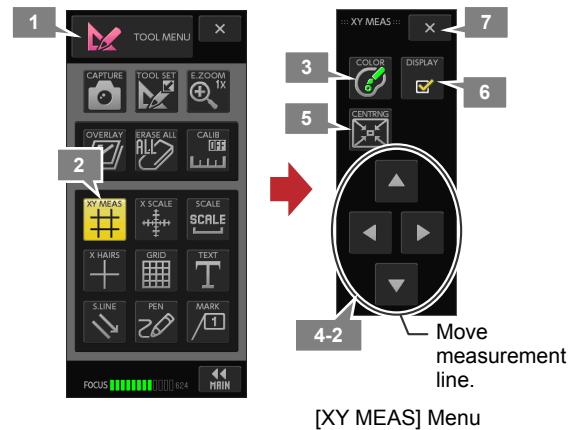 1
TOOL MENU
×
CAPTURE
TOOL SET
E.ZOOM
1X
OVERLAY
ERASE ALL
ALL
CALIB
OFF
2
XY MEAS
X SCALE
SCALE
SCALE
X HAIRS
GRID
TEXT
T
S.LINE
PEN
MARK
1
FOCUS
624
MAIN
::: XY MEAS :::
×
7
3
COLOR
DISPLAY
6
5
CENTRNG
4-2
Move
measurement
line.
[XY MEAS] Menu